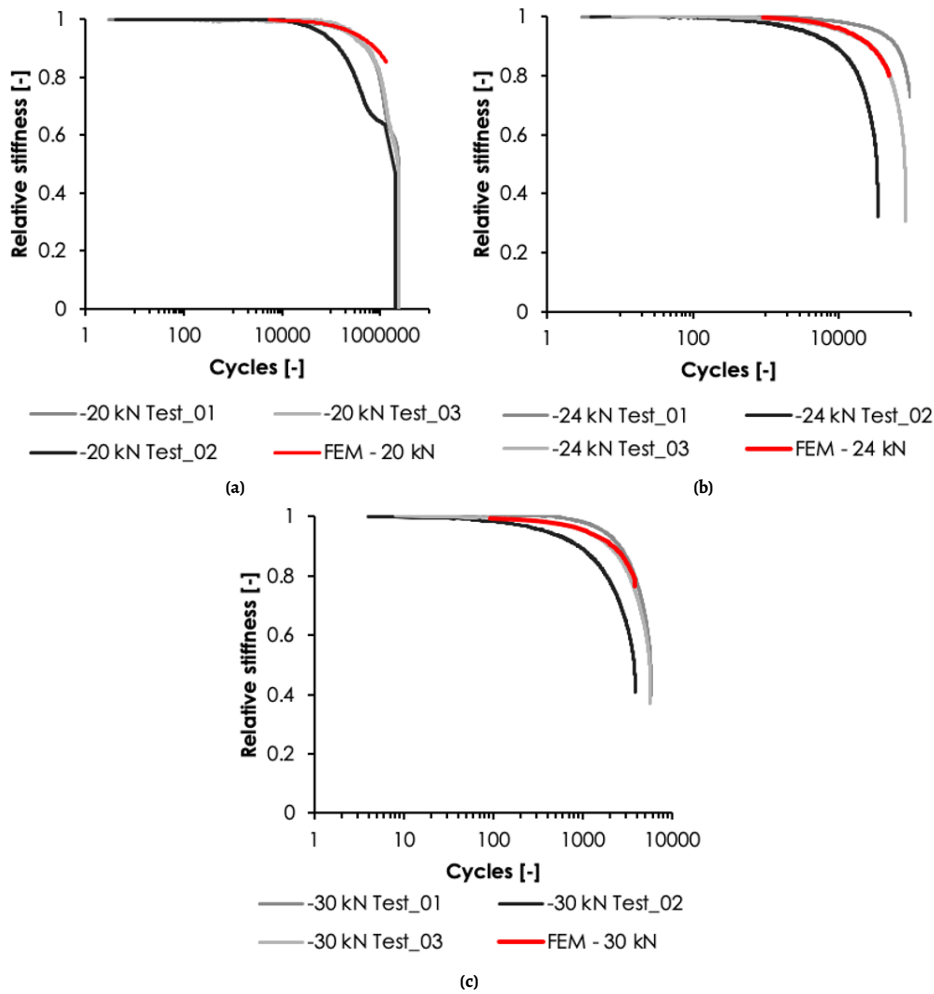 1
0.8
0.6
0.4
0.2
0
Relative stiffness [-]
1 100 10000 1000000
Cycles [-]
-20 kN Test_01 -20 kN Test_03
-20 kN Test_02 FEM - 20 kN
(a)
1
0.8
0.6
0.4
0.2
0
Relative stiffness [-]
1 100 10000
Cycles [-]
-24 kN Test_01 -24 kN Test_02
-24 kN Test_03 FEM - 24 kN
(b)
1
0.8
0.6
0.4
0.2
0
Relative stiffness [-]
1 10 100 1000 10000
Cycles [-]
-30 kN Test_01 -30 kN Test_02
-30 kN Test_03 FEM - 30 kN
(c)